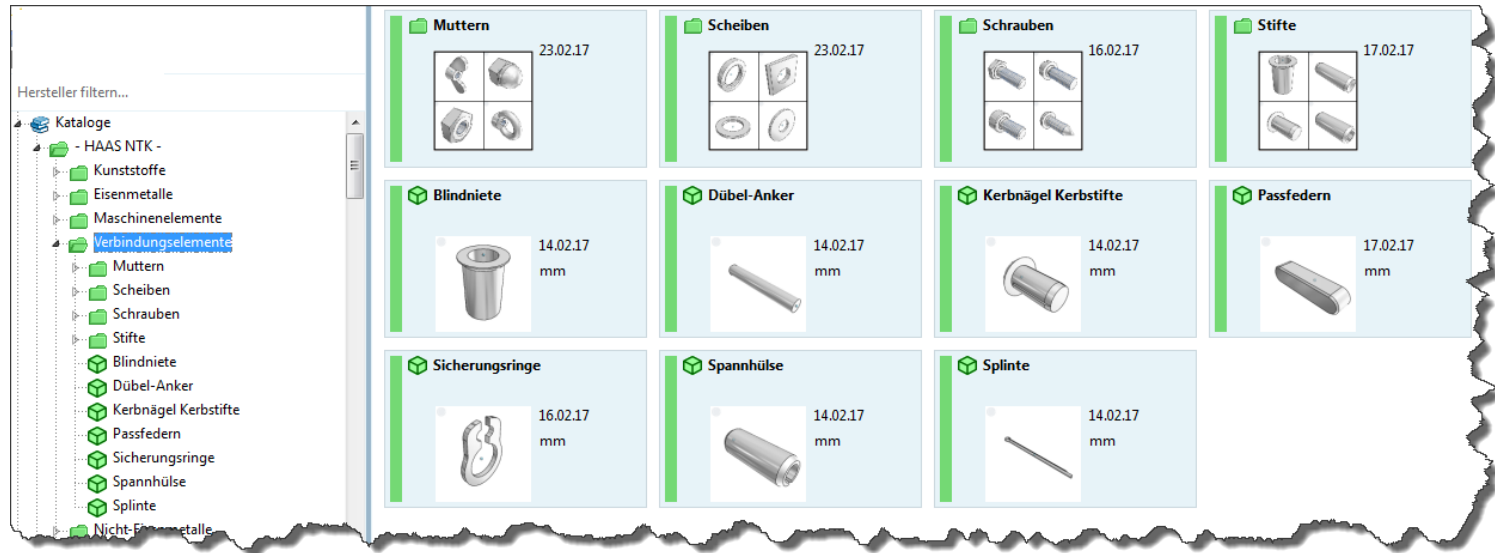 Hersteller filtern...
Kataloge
- HAAS NTK -
Kunststoffe
Eisenmetalle
Maschinenelemente
Verbindungselemente
Muttern
Scheiben
Schrauben
Stifte
Blindniete
Dübel-Anker
Kerbnägel Kerbstifte
Passfedern
Sicherungsringe
Spannhülse
Splinte
Nicht-Eisenmetalle
Muttern
23.02.17
Scheiben
23.02.17
Schrauben
16.02.17
Stifte
17.02.17
Blindniete
14.02.17
mm
Dübel-Anker
14.02.17
mm
Kerbnägel Kerbstifte
14.02.17
mm
Passfedern
17.02.17
mm
Sicherungsringe
16.02.17
mm
Spannhülse
14.02.17
mm
Splinte
14.02.17
mm